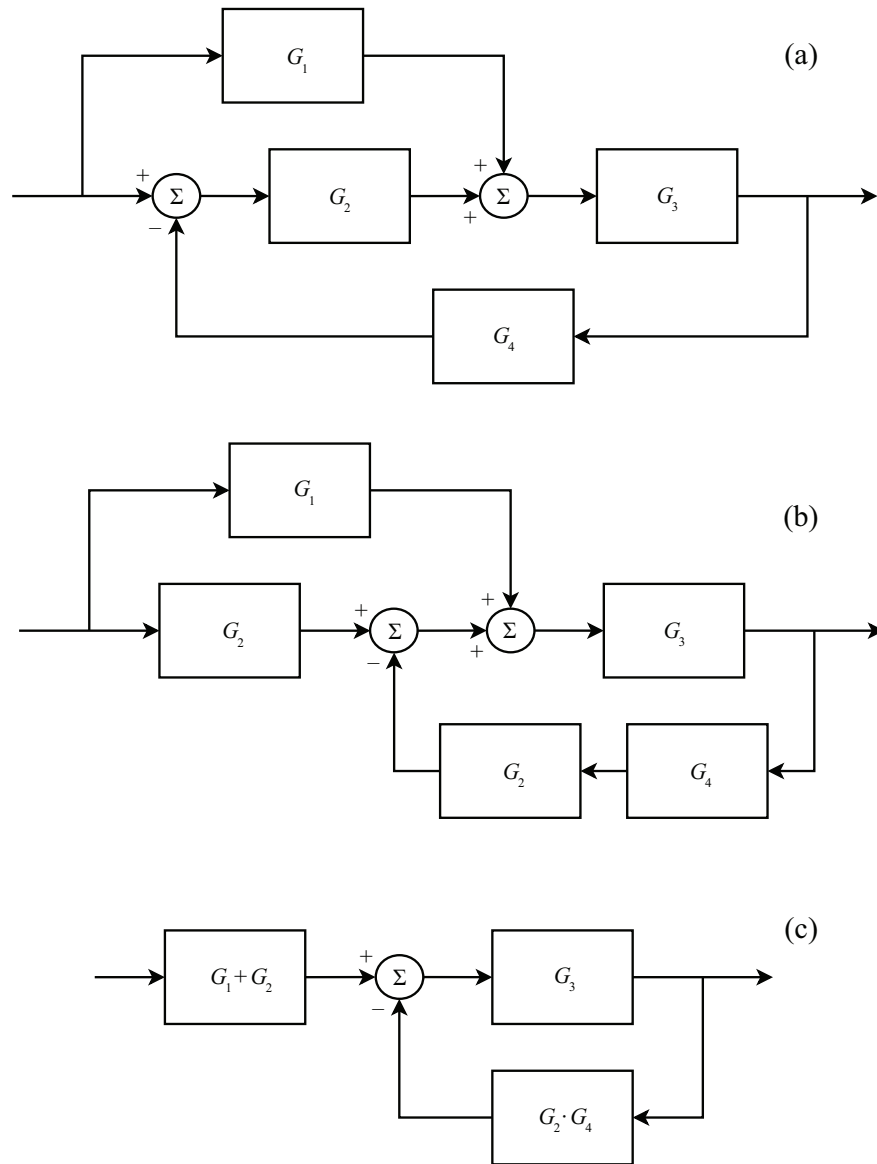 (a)
G₁
+ Σ G₂ + + Σ G₃
−
G₄
(b)
G₁
G₂ + Σ + + Σ G₃
−
G₂ G₄
(c)
G₁ + G₂ + Σ G₃
−
G₂ · G₄